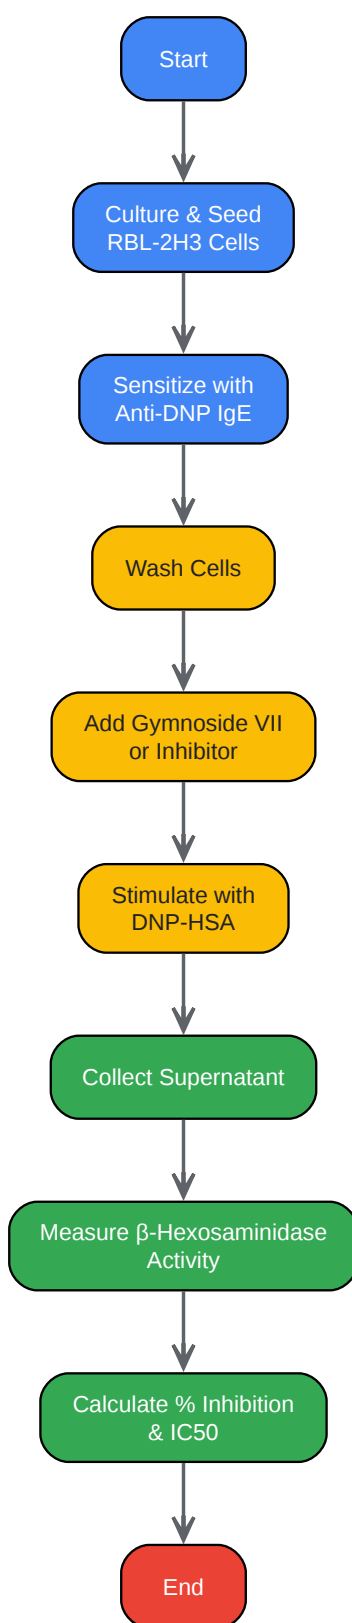 Start
Culture & Seed
RBL-2H3 Cells
Sensitize with
Anti-DNP IgE
Wash Cells
Add Gymnoside VII
or Inhibitor
Stimulate with
DNP-HSA
Collect Supernatant
Measure β-Hexosaminidase
Activity
Calculate % Inhibition
& IC50
End